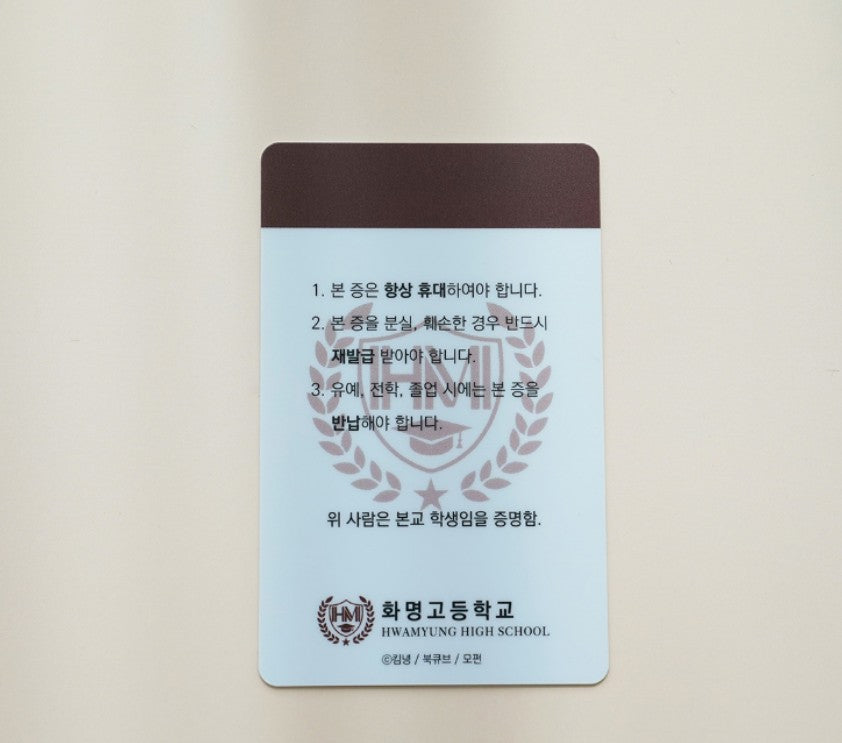 1. 본 증은 항상 휴대하여야 합니다.
2. 본 증을 분실, 훼손한 경우 반드시
재발급 받아야 합니다.
3. 유예, 전학, 졸업 시에는 본 증을
반납해야 합니다.
HM
위 사람은 본교 학생임을 증명함.
HM
화명고등학교
HWAMYUNG HIGH SCHOOL
©킴녕 / 북큐브 / 모펀